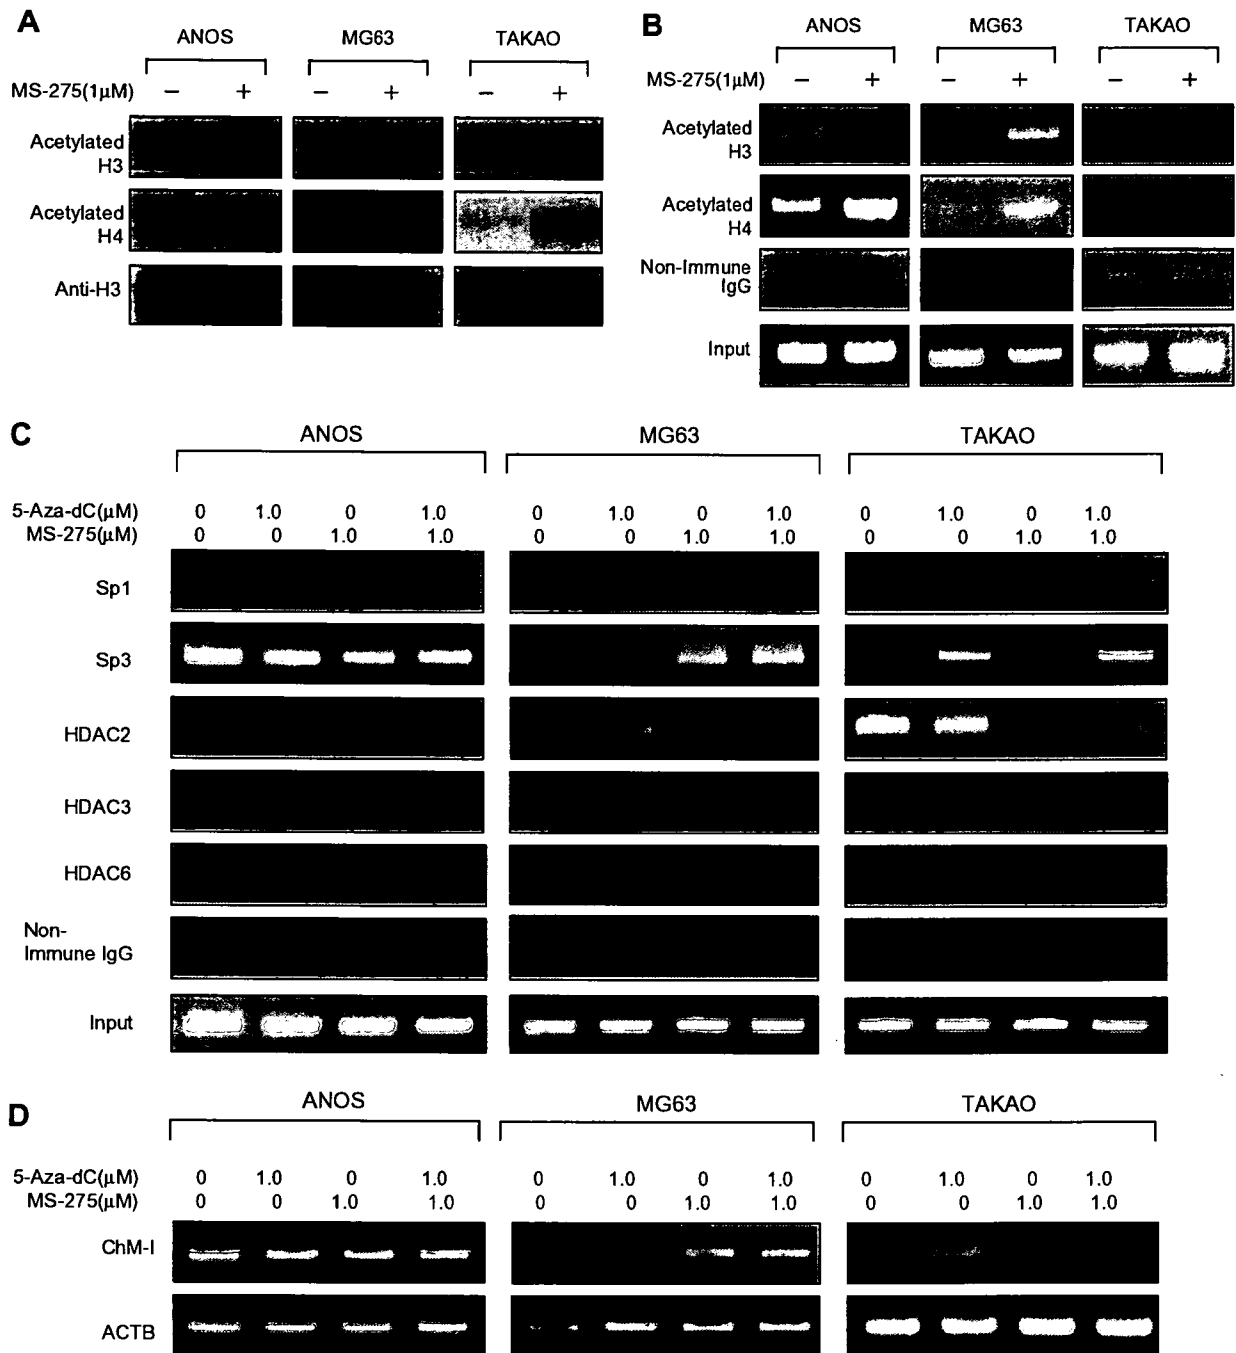 A
ANOS MG63 TAKAO
MS-275(1μM) − + − + − +
Acetylated
H3
Acetylated
H4
Anti-H3
B
ANOS MG63 TAKAO
MS-275(1μM) − + − + − +
Acetylated
H3
Acetylated
H4
Non-Immune
IgG
Input
C
ANOS MG63 TAKAO
5-Aza-dC(μM) 0 1.0 0 1.0 0 1.0 0 1.0 0 1.0 0 1.0
MS-275(μM) 0 0 1.0 1.0 0 0 1.0 1.0 0 0 1.0 1.0
Sp1
Sp3
HDAC2
HDAC3
HDAC6
Non-
Immune IgG
Input
D
ANOS MG63 TAKAO
5-Aza-dC(μM) 0 1.0 0 1.0 0 1.0 0 1.0 0 1.0 0 1.0
MS-275(μM) 0 0 1.0 1.0 0 0 1.0 1.0 0 0 1.0 1.0
ChM-I
ACTB